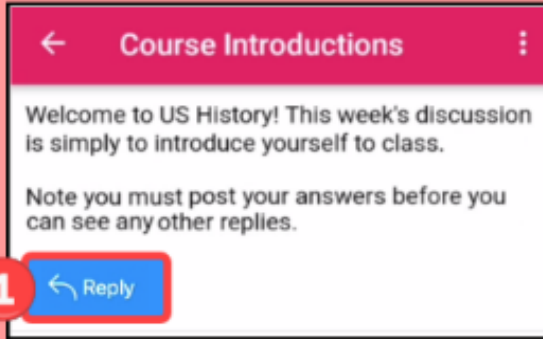 Course Introductions
Welcome to US History! This week's discussion
is simply to introduce yourself to class.
Note you must post your answers before you
can see any other replies.
1
Reply